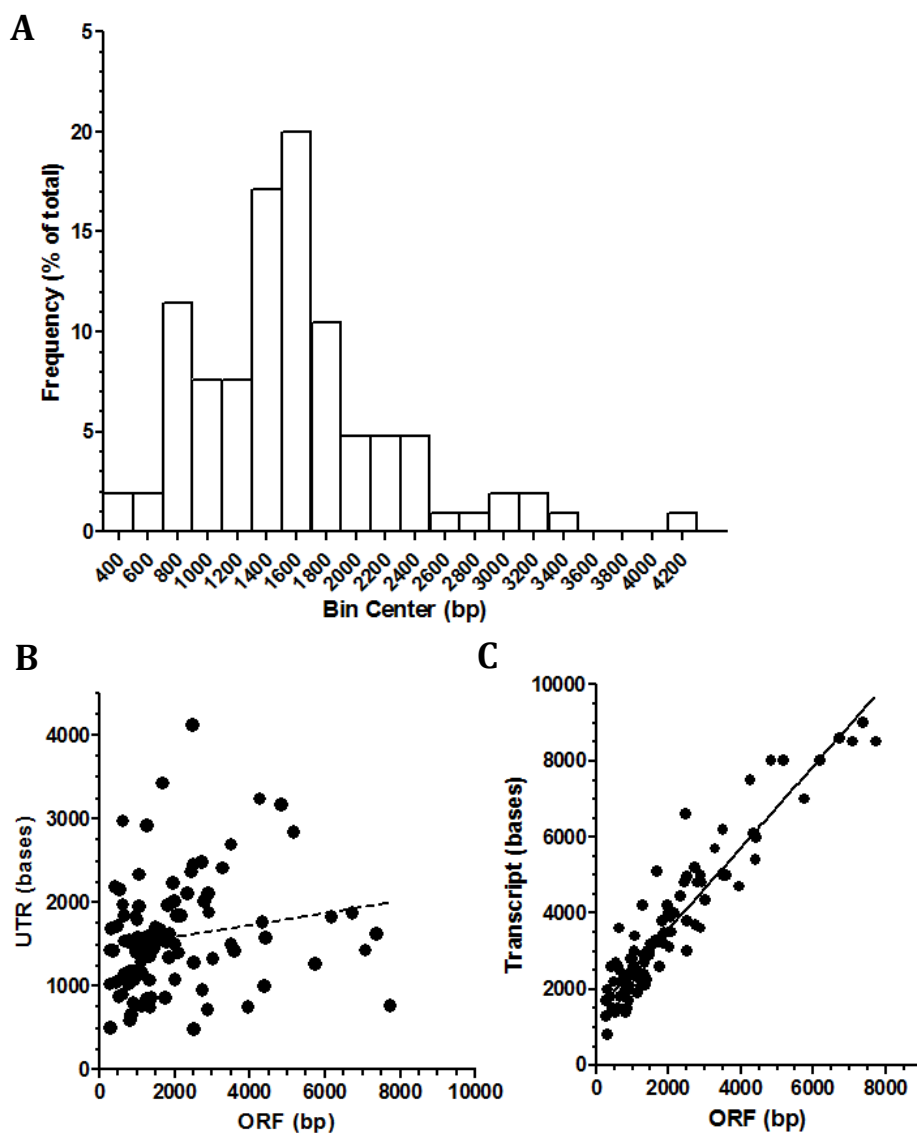 A
Frequency (% of total)
5
20
15
10
5
0
400 600 800 1000 1200 1400 1600 1800 2000 2200 2400 2600 2800 3000 3200 3400 3600 3800 4000 4200
Bin Center (bp)
B
UTR (bases)
4000
3000
2000
1000
0
0 2000 4000 6000 8000 10000
ORF (bp)
C
Transcript (bases)
10000
8000
6000
4000
2000
0
0 2000 4000 6000 8000
ORF (bp)